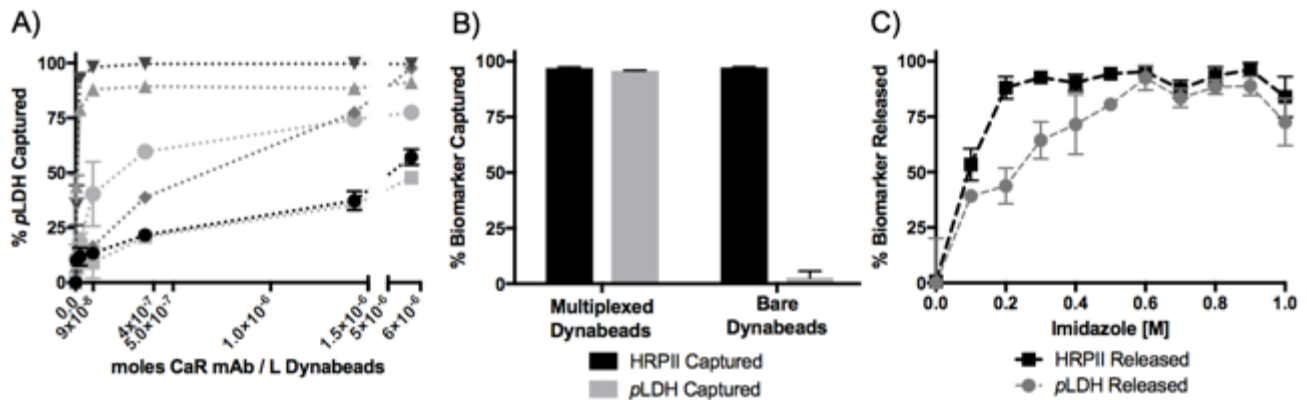 A)
% pLDH Captured
100
75
50
25
0
0.0
9×10⁻⁸
4×10⁻⁷
5.0×10⁻⁷
1.0×10⁻⁶
1.5×10⁻⁶
5×10⁻⁶
6×10⁻⁶
moles CaR mAb / L Dynabeads
B)
% Biomarker Captured
100
75
50
25
0
Multiplexed
Dynabeads
Bare
Dynabeads
HRPII Captured
pLDH Captured
C)
% Biomarker Released
100
75
50
25
0
0.0 0.2 0.4 0.6 0.8 1.0
Imidazole [M]
HRPII Released
pLDH Released